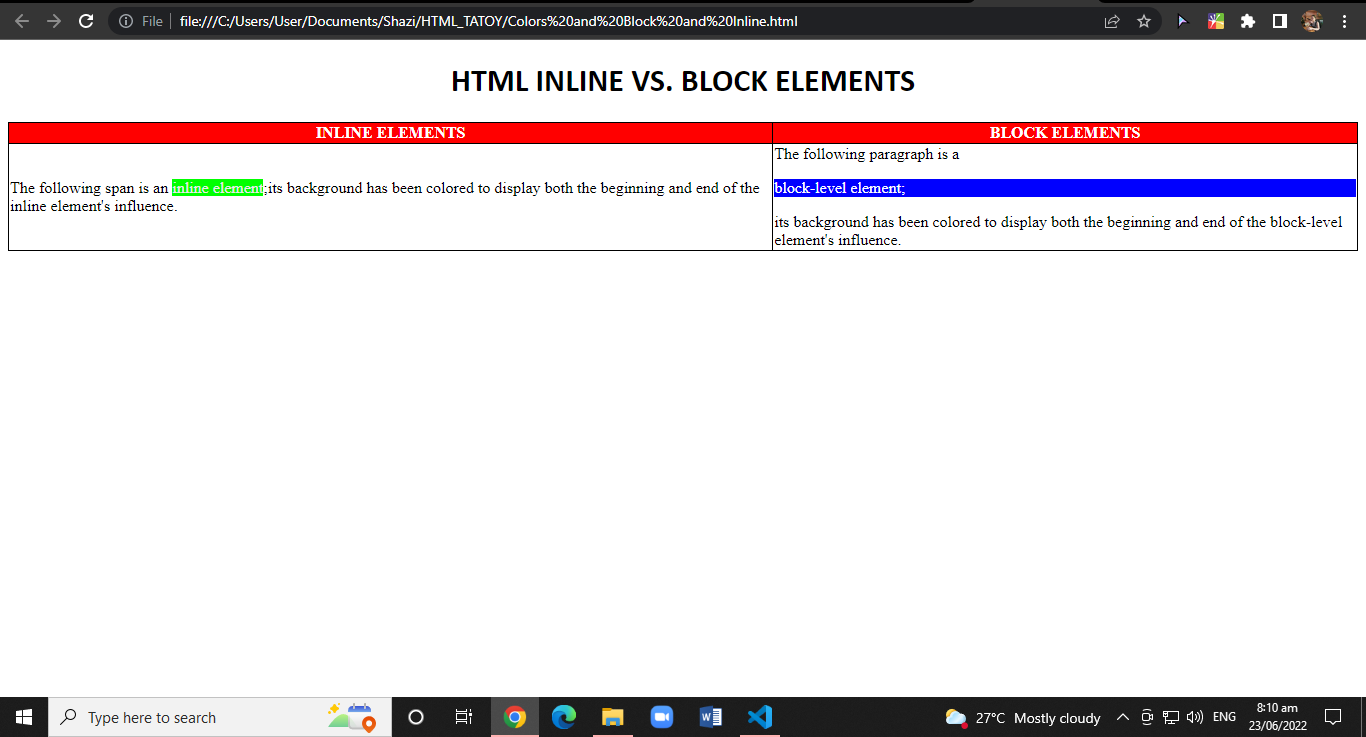 File
file:///C:/Users/User/Documents/Shazi/HTML_TATOY/Colors%20and%20Block%20and%20Inline.html
HTML INLINE VS. BLOCK ELEMENTS
INLINE ELEMENTS
BLOCK ELEMENTS
The following span is an inline element;its background has been colored to display both the beginning and end of the
inline element's influence.
The following paragraph is a
block-level element;
its background has been colored to display both the beginning and end of the block-level
element's influence.
Type here to search
27°C Mostly cloudy
ENG
8:10 am
23/06/2022